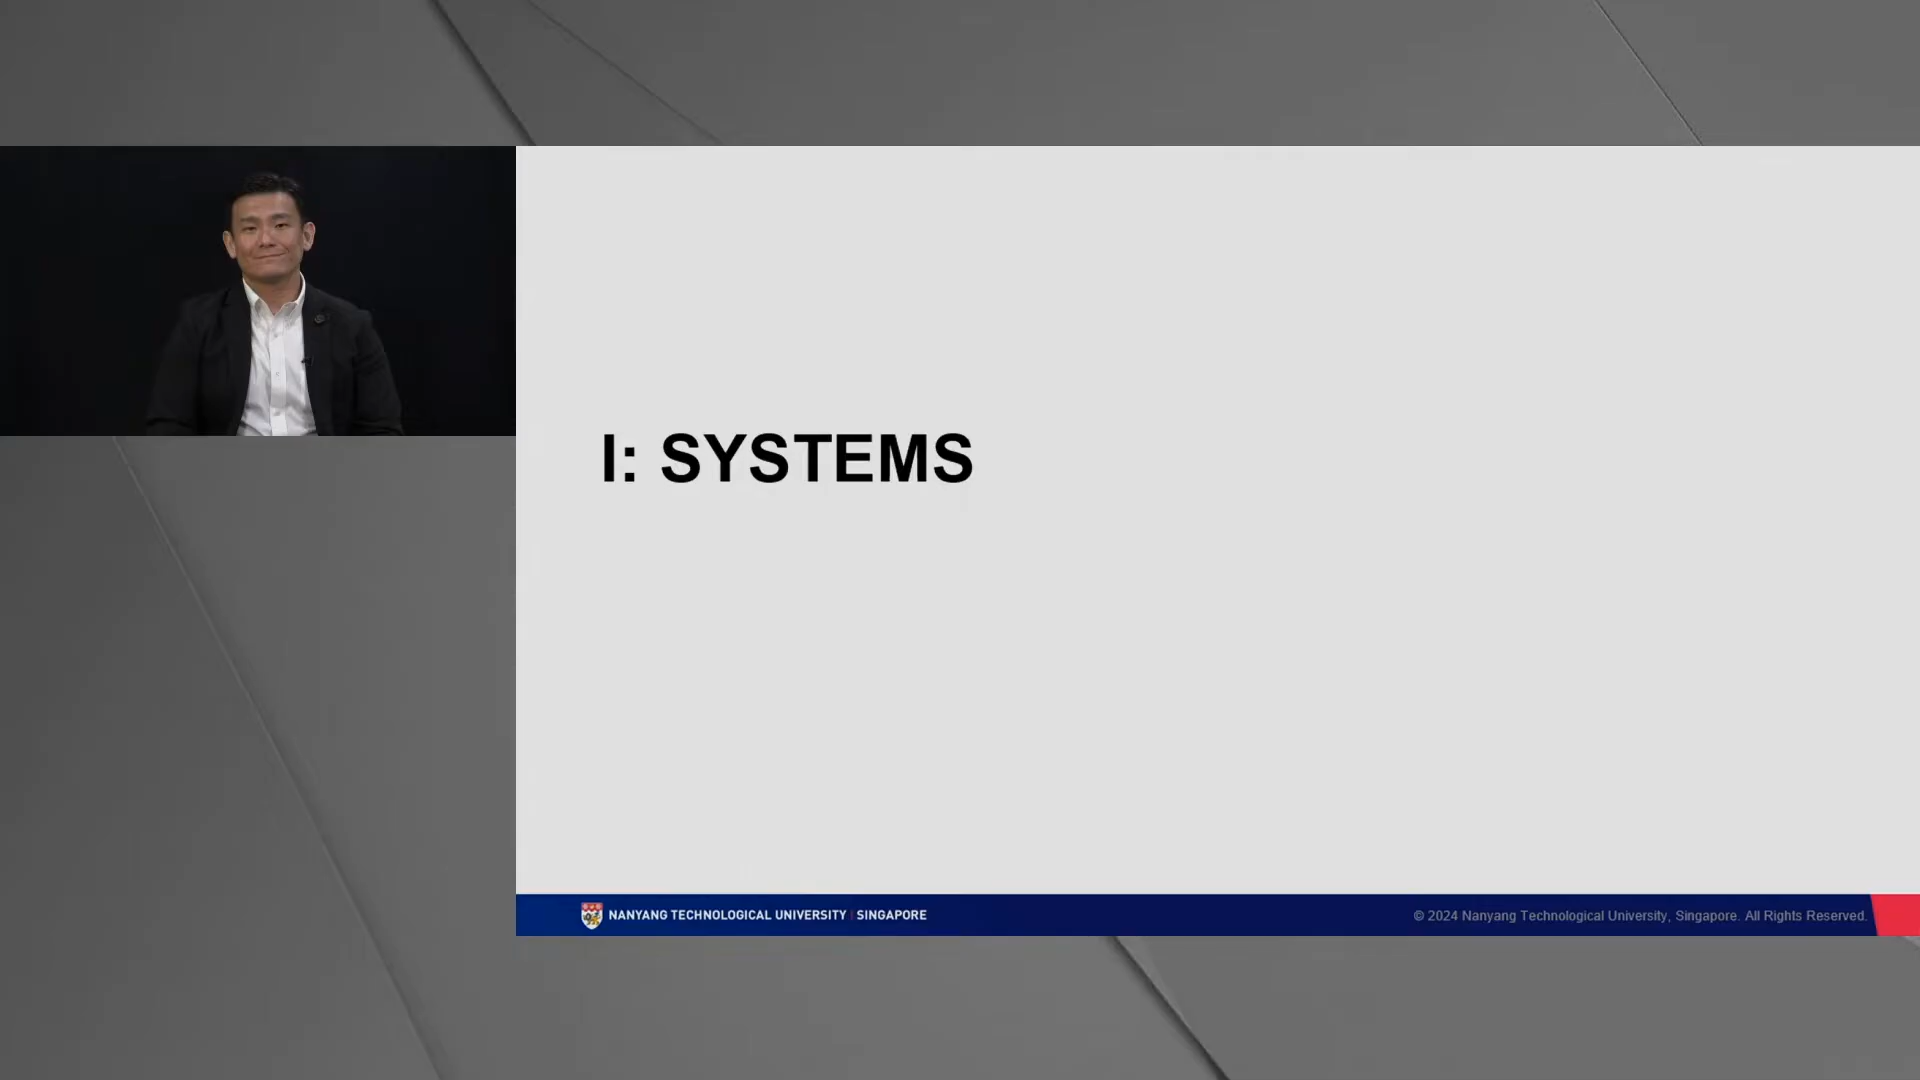 I: SYSTEMS
NANYANG TECHNOLOGICAL UNIVERSITY | SINGAPORE
© 2024 Nanyang Technological University, Singapore. All Rights Reserved.